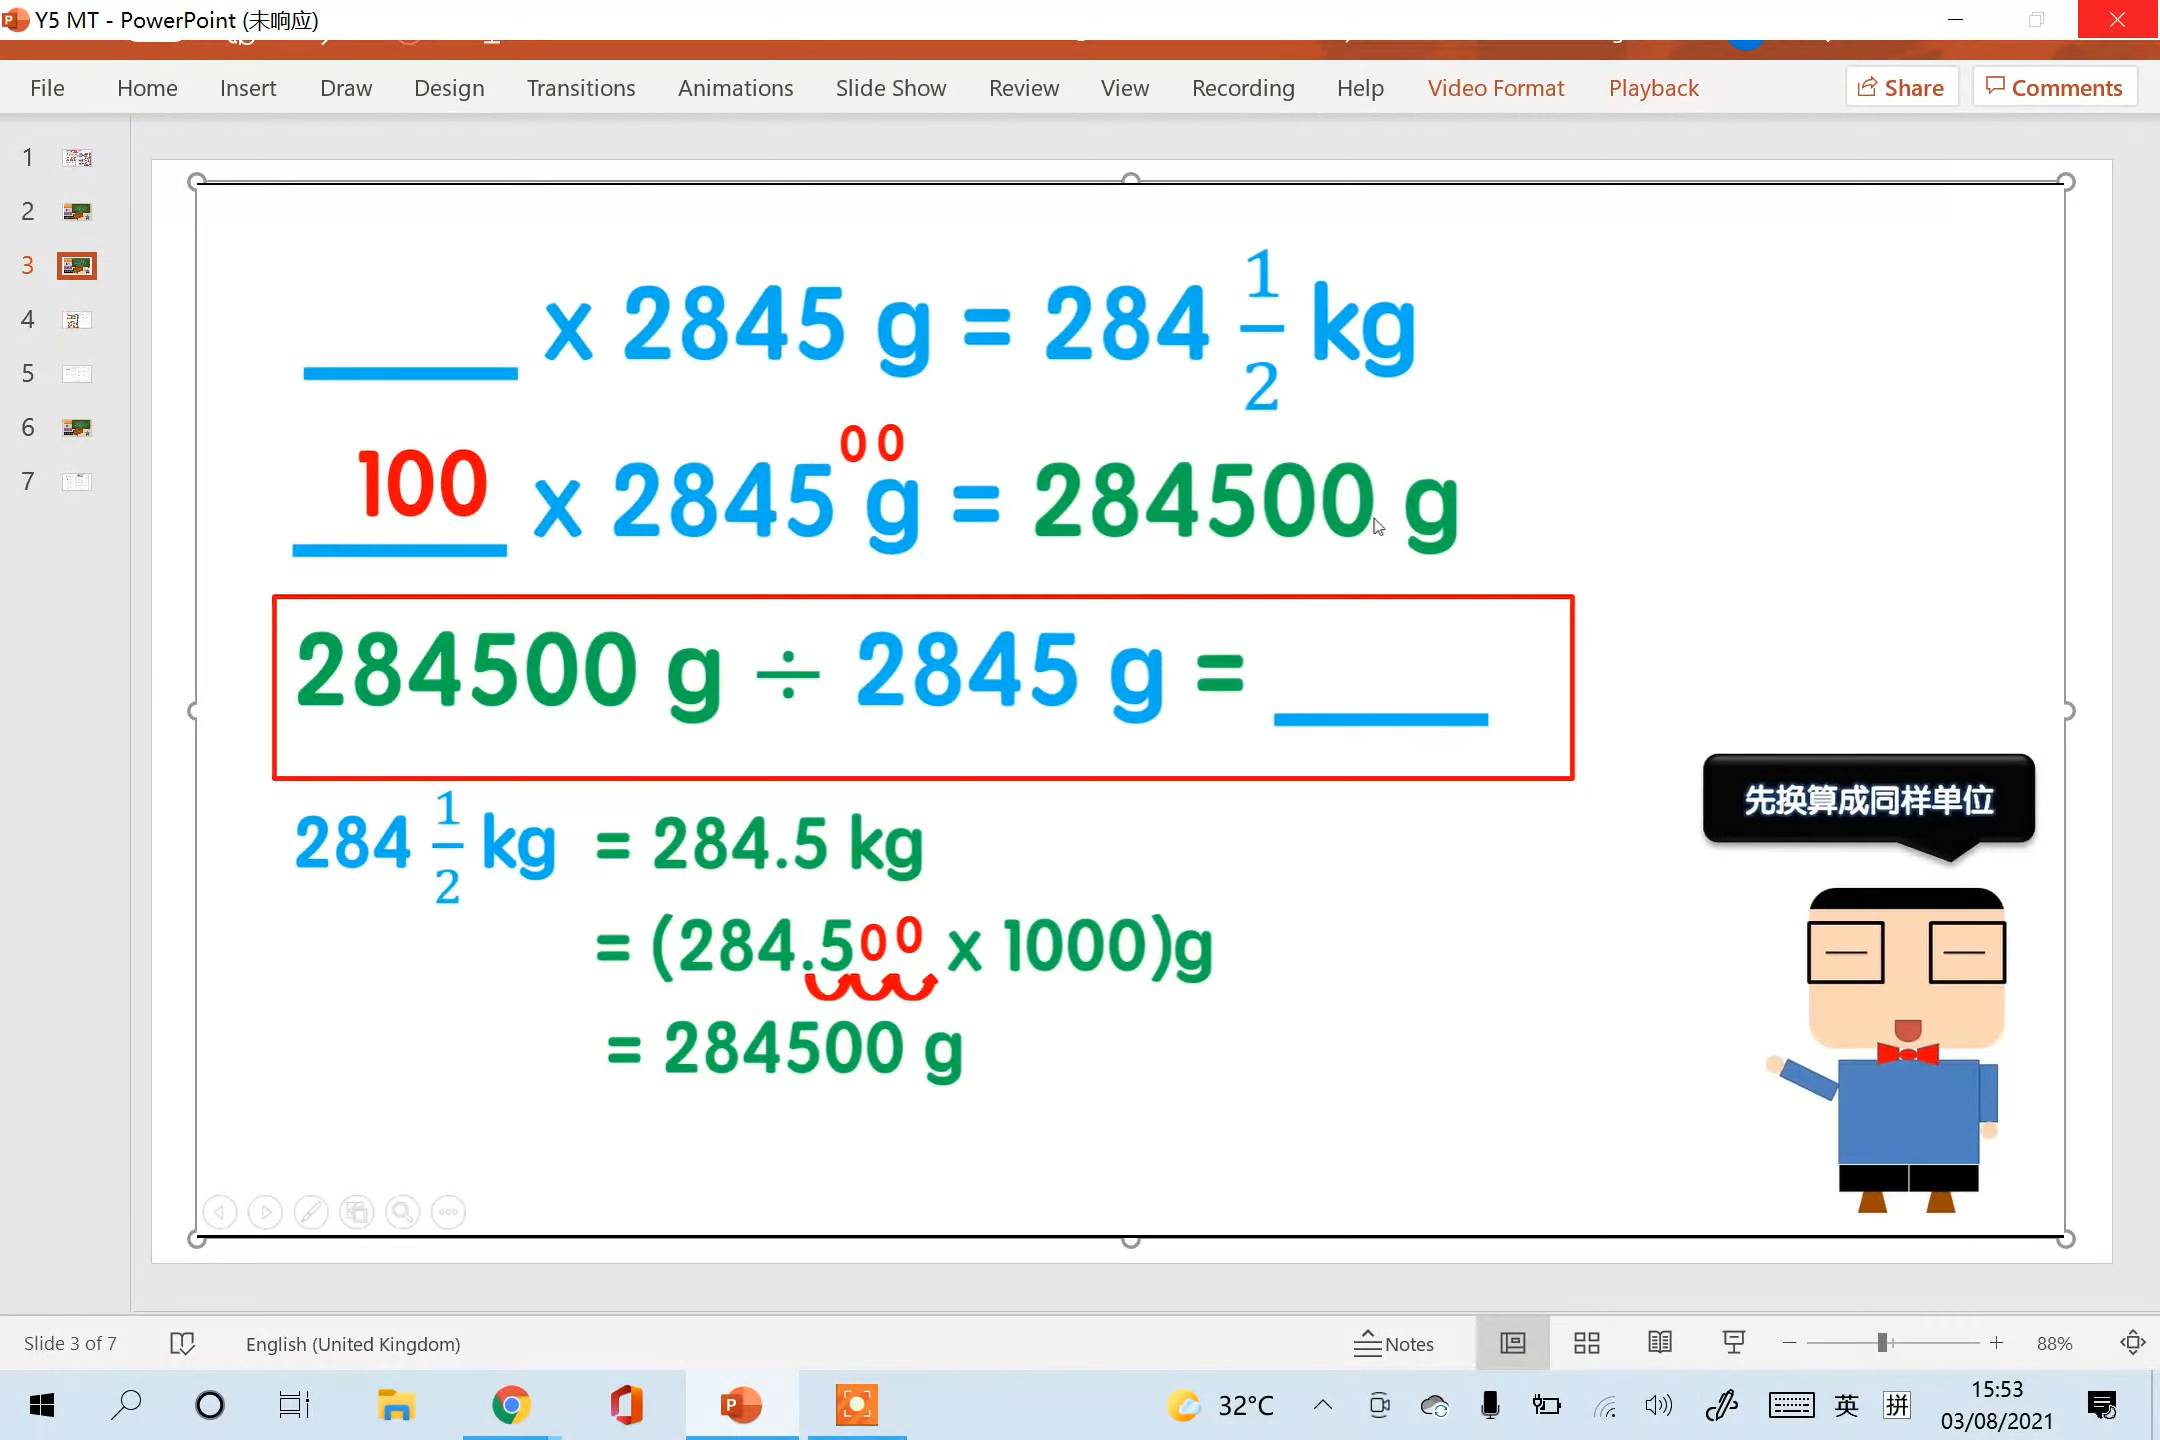 Y5 MT - PowerPoint (未响应)
File Home Insert Draw Design Transitions Animations Slide Show Review View Recording Help Video Format Playback Share Comments
1
2
3
4
5
6
7
_____ x 2845 g = 284 1/2 kg
00
100 x 2845 g = 284500 g
284500 g ÷ 2845 g = _____
284 1/2 kg = 284.5 kg
= (284.500 x 1000)g
= 284500 g
先换算成同样单位
Slide 3 of 7 English (United Kingdom) Notes 88%
32°C 英 拼 15:53
03/08/2021